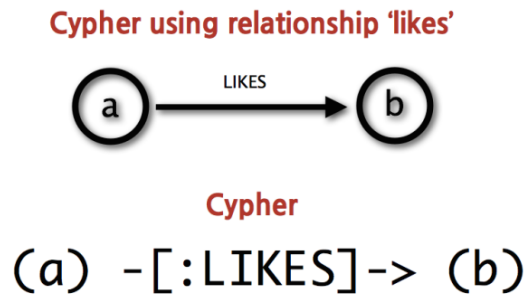 Cypher using relationship ‘likes’
LIKES
a b
Cypher
(a) -[:LIKES]-> (b)